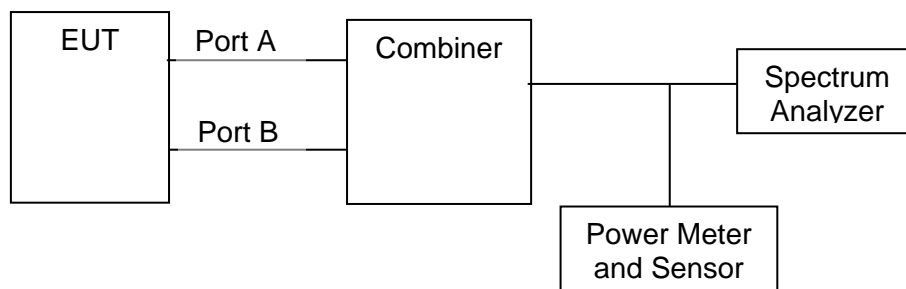 EUT
Port A
Combiner
Port B
Spectrum
Analyzer
Power Meter
and Sensor